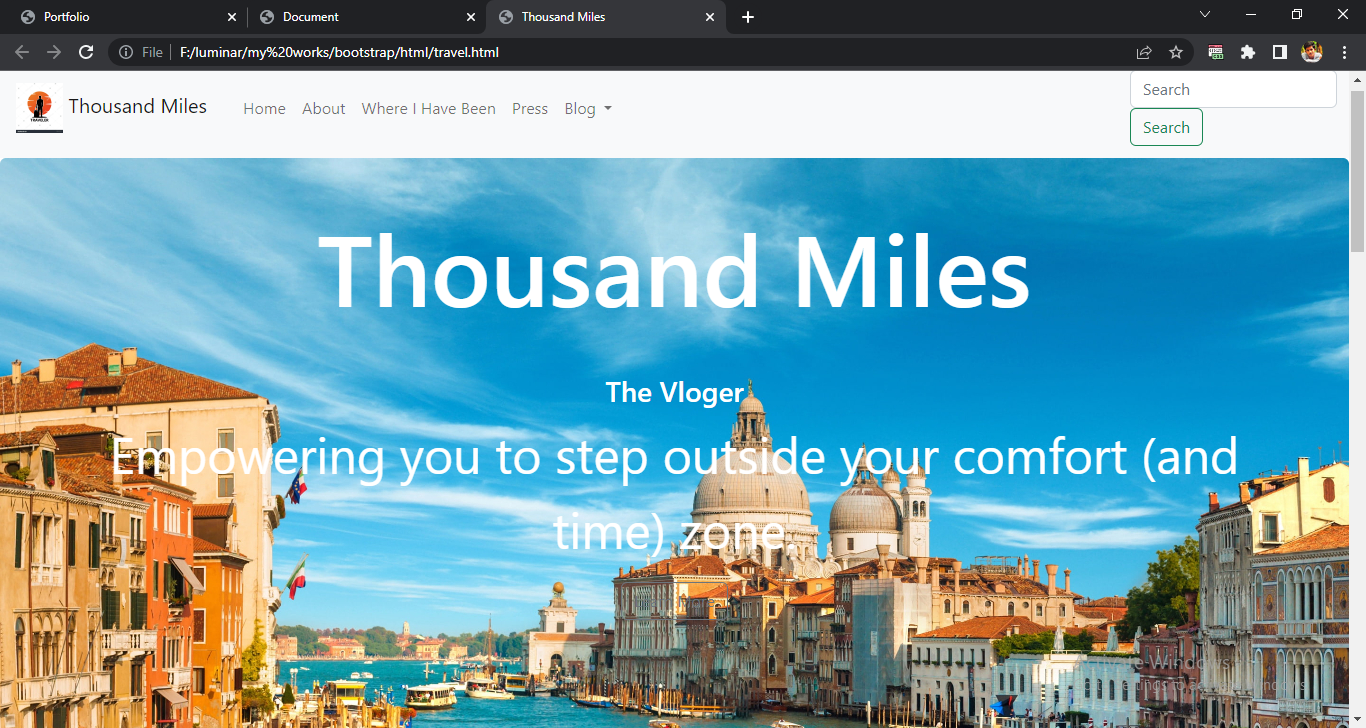 Portfolio
Document
Thousand Miles
File
F:/luminar/my%20works/bootstrap/html/travel.html
TRAVELER
Thousand Miles
Home
About
Where I Have Been
Press
Blog
Search
Search
Thousand Miles
The Vloger
Empowering you to step outside your comfort (and
time) zone.